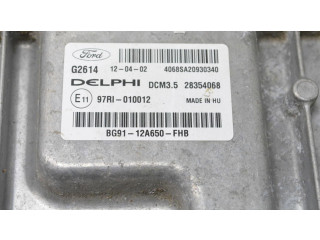 Ford
G2614 12-04-02 4068SA20930340
DELPHI DCM3.5 28354068
E11 97RI-010012 MADE IN HU
BG91-12A650-FHB